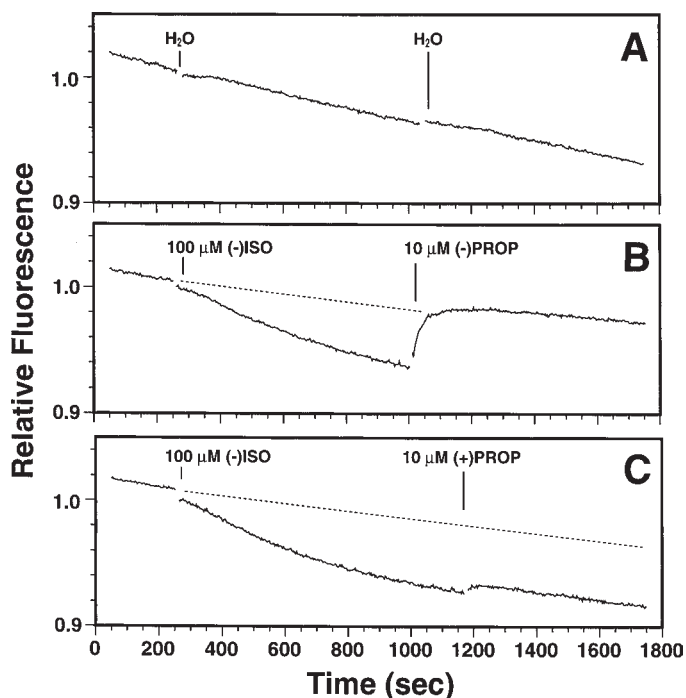 H₂O
H₂O
A
1.0
0.9
100 μM (-)ISO
10 μM (-)PROP
B
1.0
0.9
Relative Fluorescence
100 μM (-)ISO
10 μM (+)PROP
C
1.0
0.9
0 200 400 600 800 1000 1200 1400 1600 1800
Time (sec)